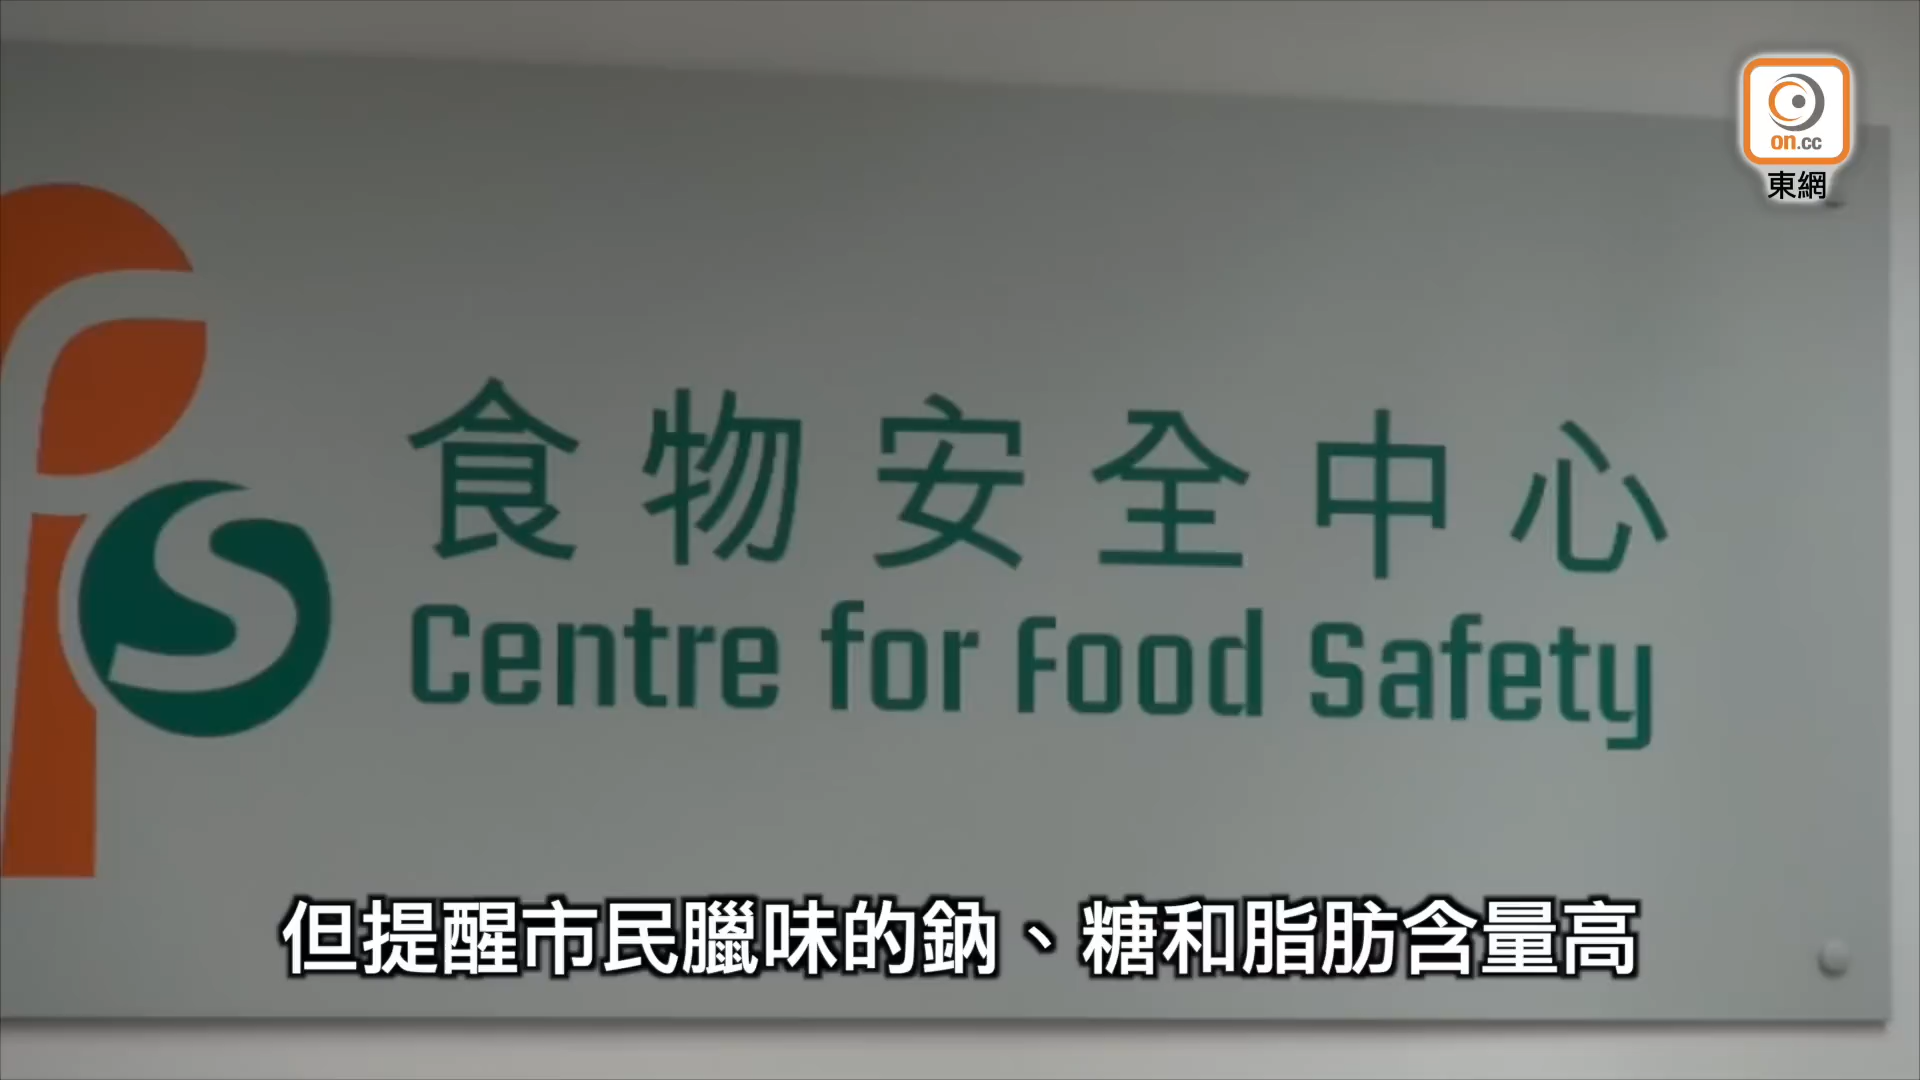 on.cc
東網
食物安全中心
Centre for Food Safety
fs
但提醒市民臘味的鈉、糖和脂肪含量高